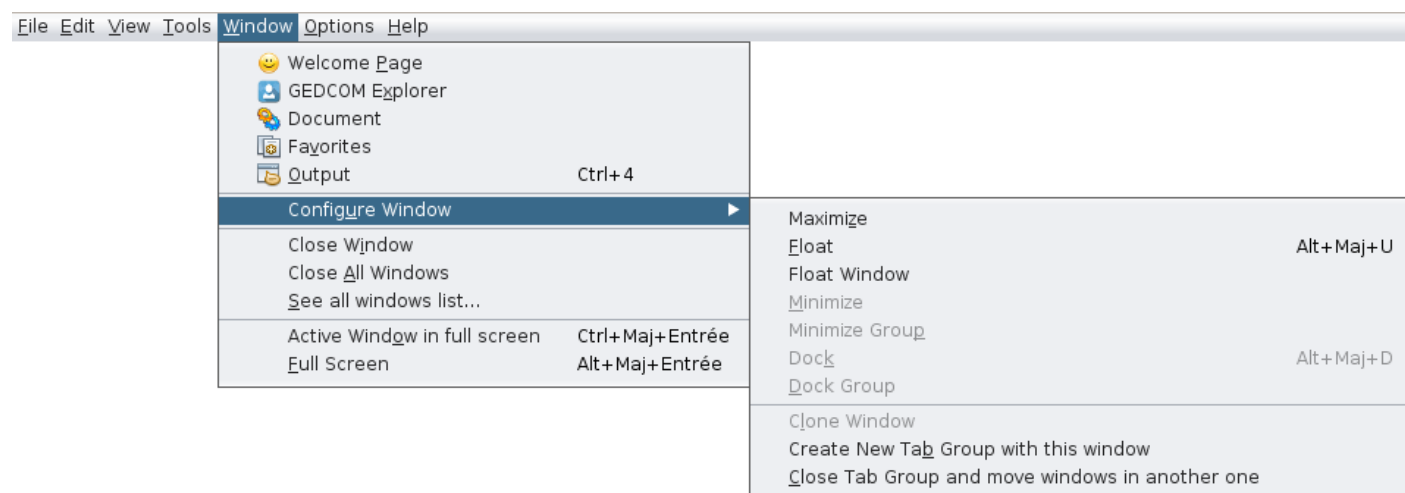 File Edit View Tools Window Options Help
Welcome Page
GEDCOM Explorer
Document
Favorites
Output Ctrl+4
Configure Window
Close Window
Close All Windows
See all windows list...
Active Window in full screen Ctrl+Maj+Entrée
Full Screen Alt+Maj+Entrée
Maximize
Float Alt+Maj+U
Float Window
Minimize
Minimize Group
Dock Alt+Maj+D
Dock Group
Clone Window
Create New Tab Group with this window
Close Tab Group and move windows in another one